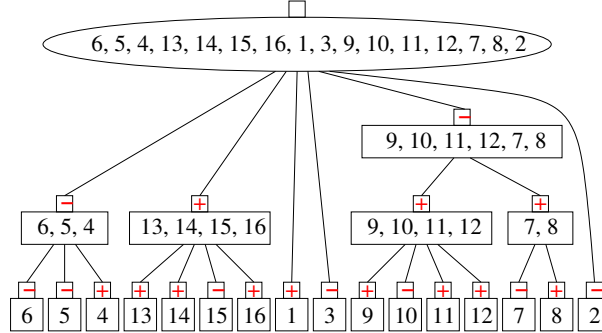 6, 5, 4, 13, 14, 15, 16, 1, 3, 9, 10, 11, 12, 7, 8, 2
−
9, 10, 11, 12, 7, 8
− + + +
6, 5, 4 13, 14, 15, 16 9, 10, 11, 12 7, 8
− − + + + − + + − + − + + − + −
6 5 4 13 14 15 16 1 3 9 10 11 12 7 8 2